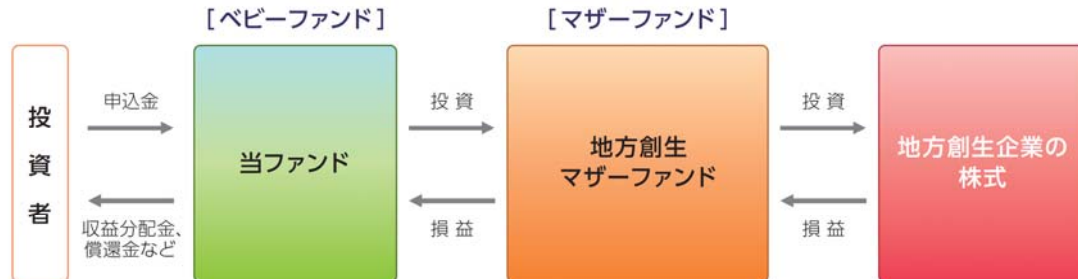 [ベビーファンド]
[マザーファンド]
投資者
申込金
収益分配金、
償還金など
当ファンド
投資
損益
地方創生
マザーファンド
投資
損益
地方創生企業の
株式